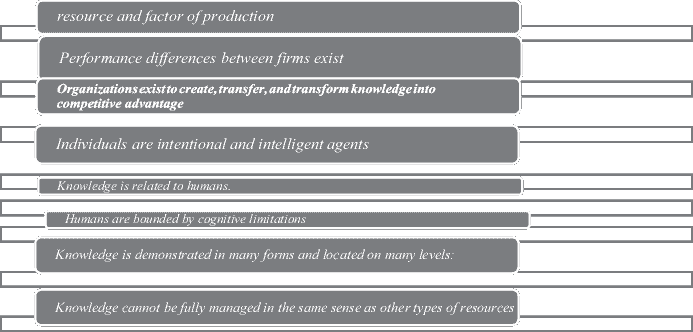 resource and factor of production
Performance differences between firms exist
Organizations exist to create, transfer, and transform knowledge into
competitive advantage
Individuals are intentional and intelligent agents
Knowledge is related to humans.
Humans are bounded by cognitive limitations
Knowledge is demonstrated in many forms and located on many levels:
Knowledge cannot be fully managed in the same sense as other types of resources